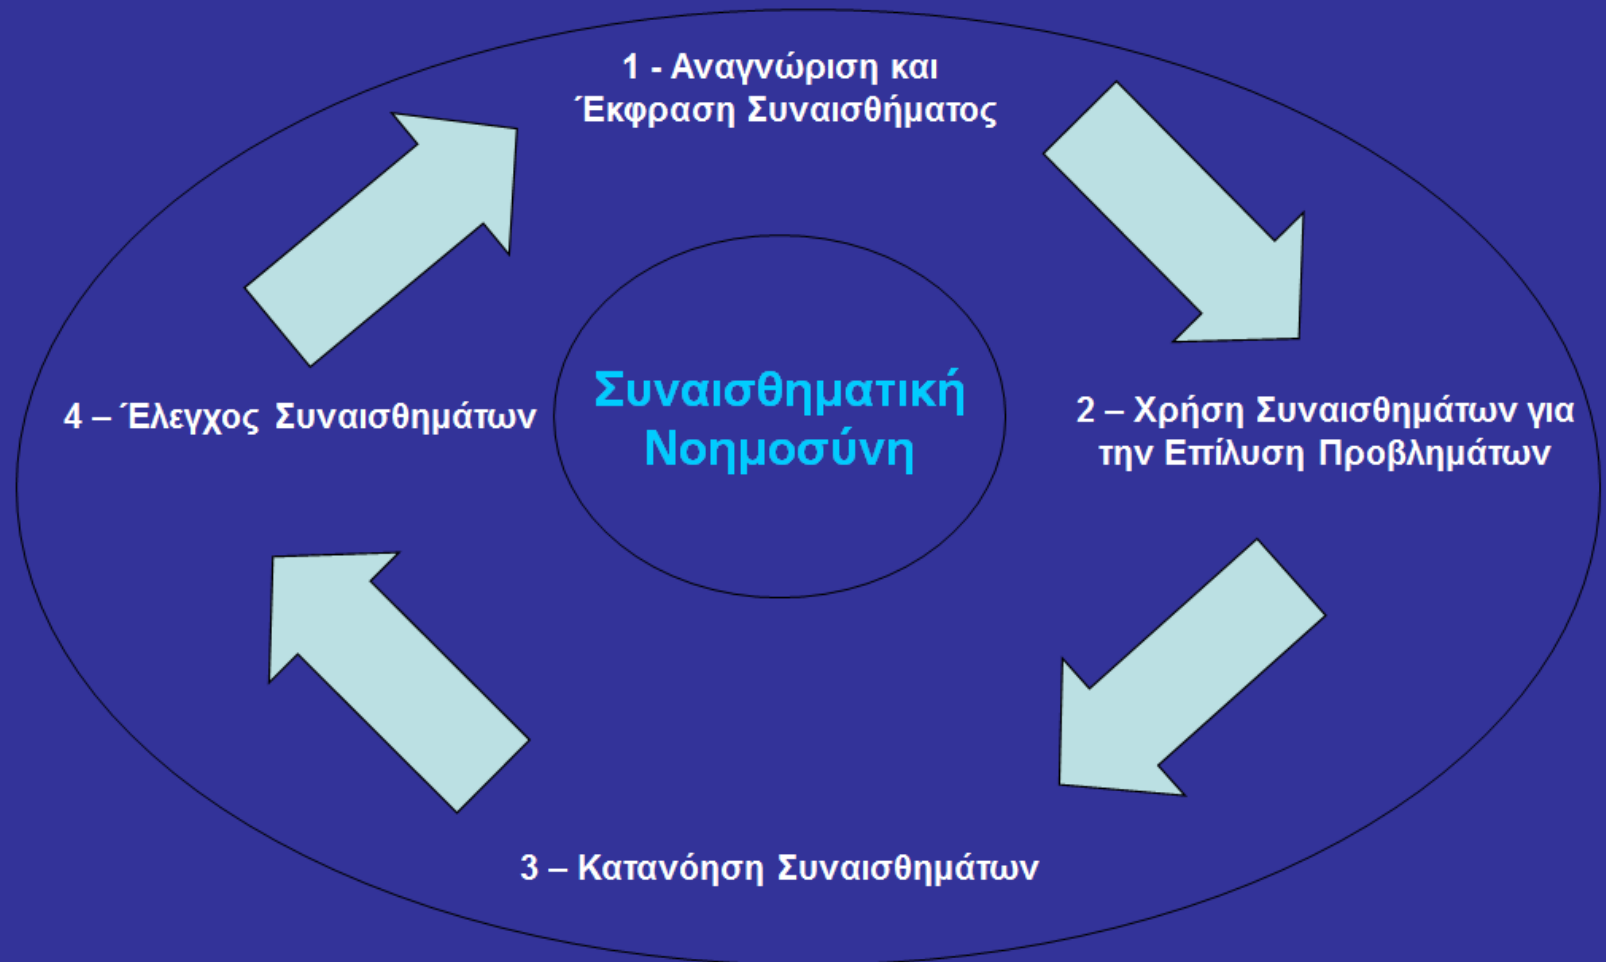 1 - Αναγνώριση και
Έκφραση Συναισθήματος
Συναισθηματική
Νοημοσύνη
4 – Έλεγχος Συναισθημάτων
2 – Χρήση Συναισθημάτων για
την Επίλυση Προβλημάτων
3 – Κατανόηση Συναισθημάτων